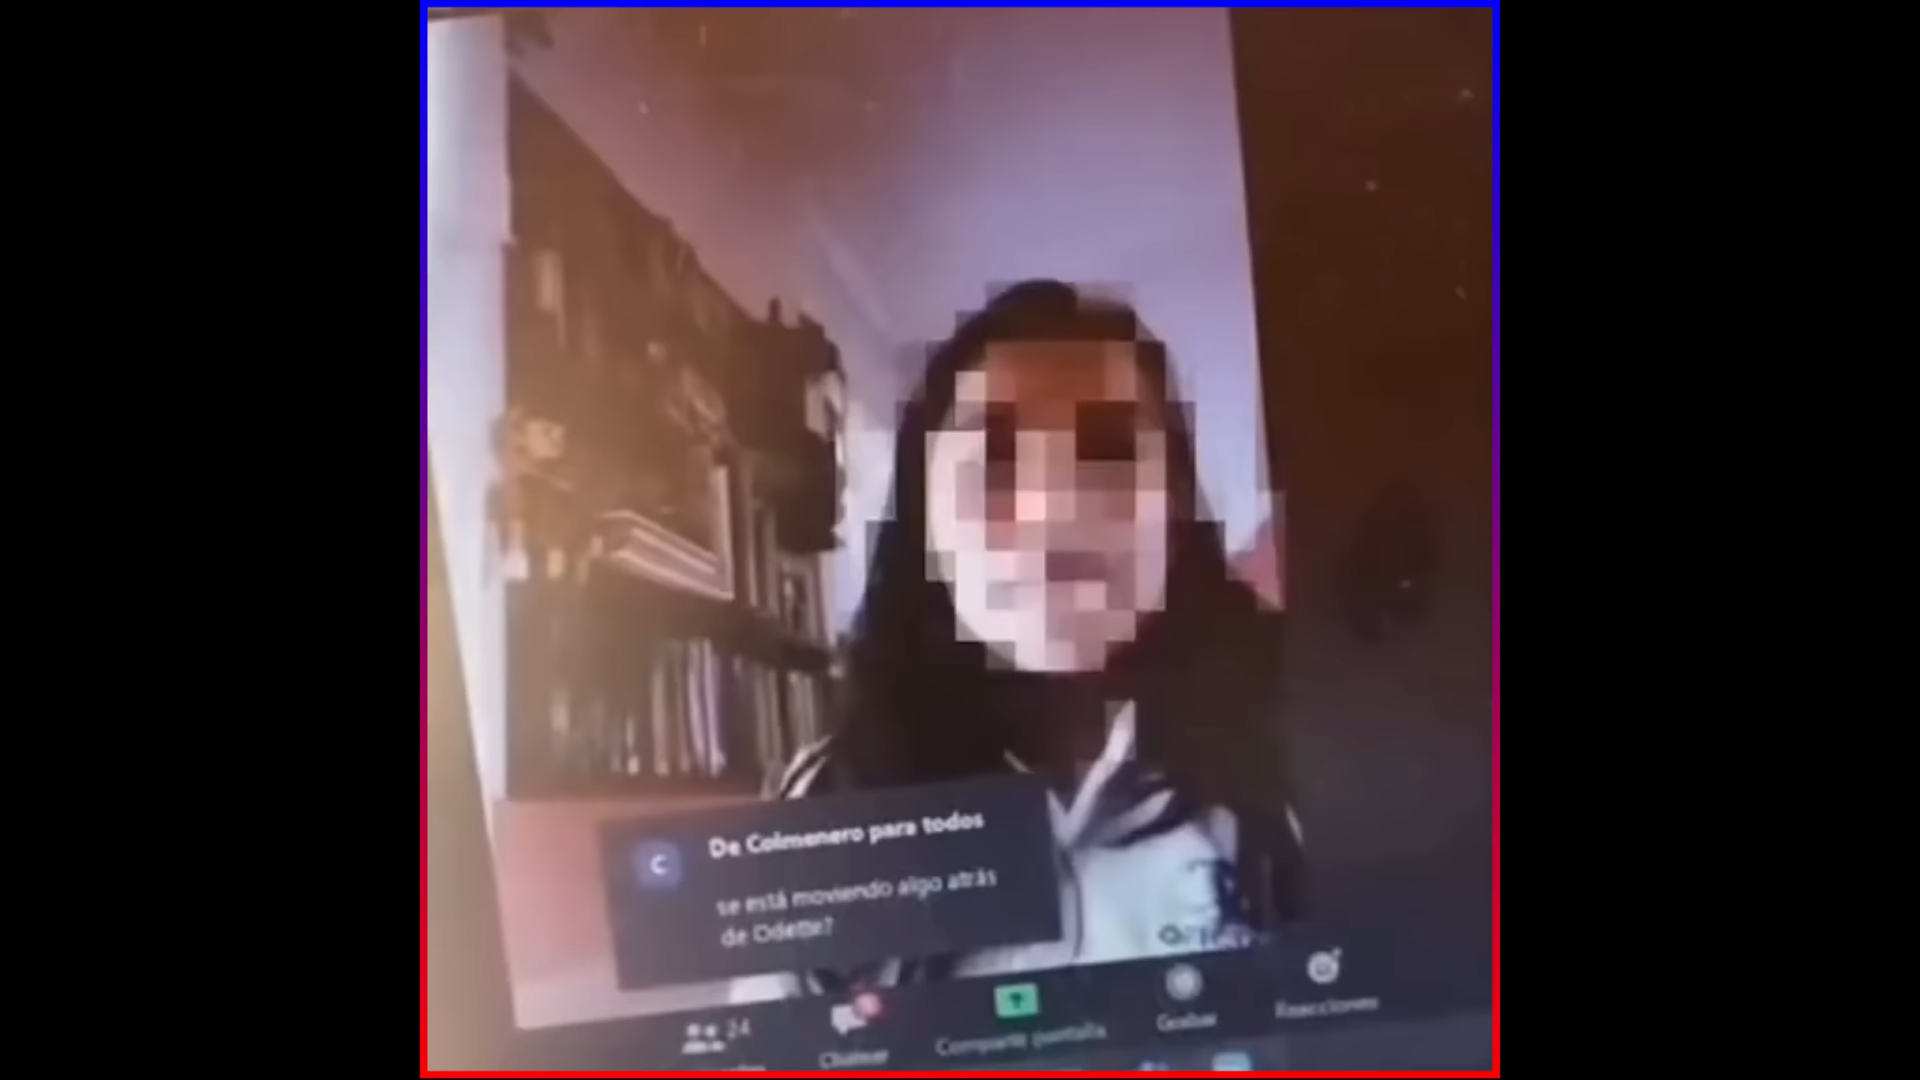 C
De Colmenero para todos
se está moviendo algo atrás
de Odette?
24
Chatear
Compartir pantalla
Grabar
Reacciones